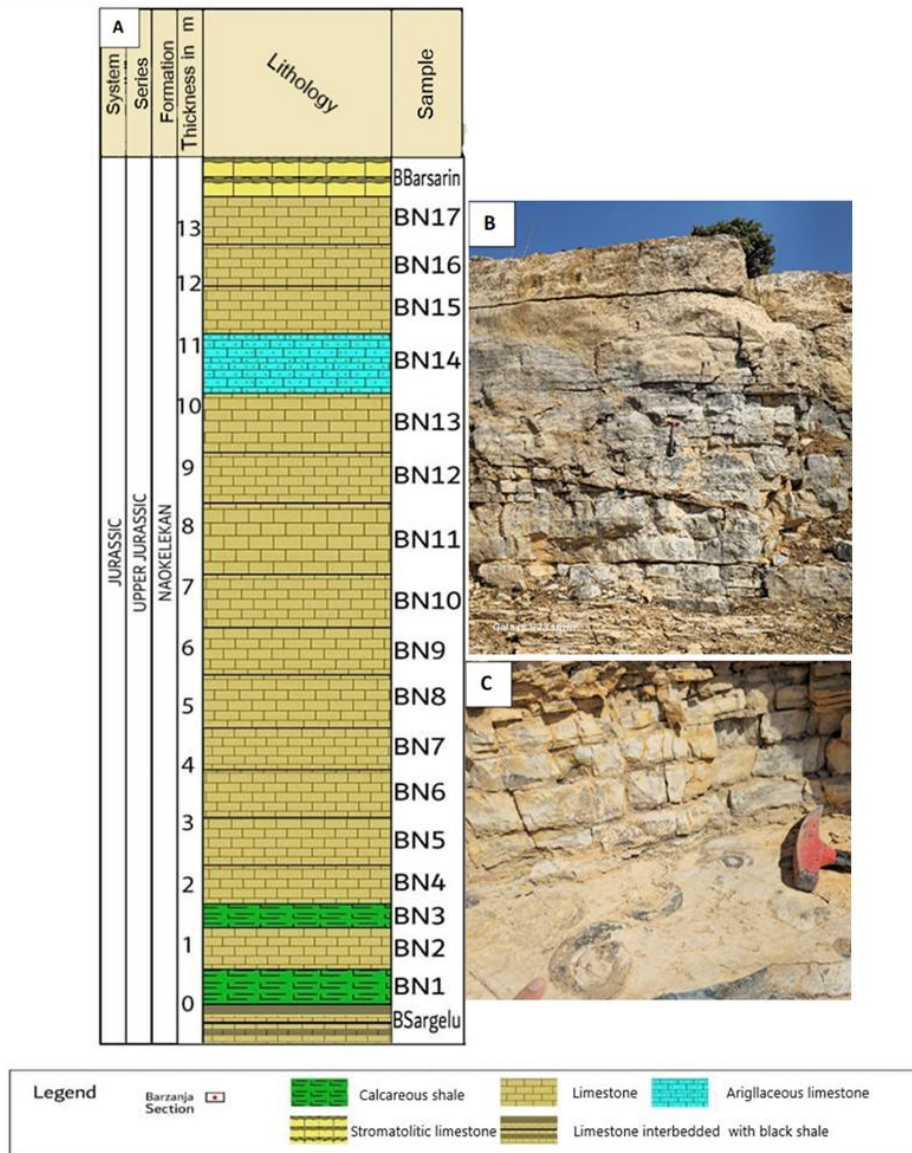 A
System
Series
Formation
Thickness in m
Lithology
Sample
JURASSIC
UPPER JURASSIC
NAOKELEKAN
BBarsarin
13
BN17
BN16
12
BN15
11
BN14
10
BN13
9
BN12
8
BN11
7
BN10
6
BN9
5
BN8
BN7
4
BN6
3
BN5
2
BN4
BN3
1
BN2
BN1
0
BSargelu
B
C
Legend
Barzanja
Section
Calcareous shale
Limestone
Arigllaceous limestone
Stromatolitic limestone
Limestone interbedded with black shale